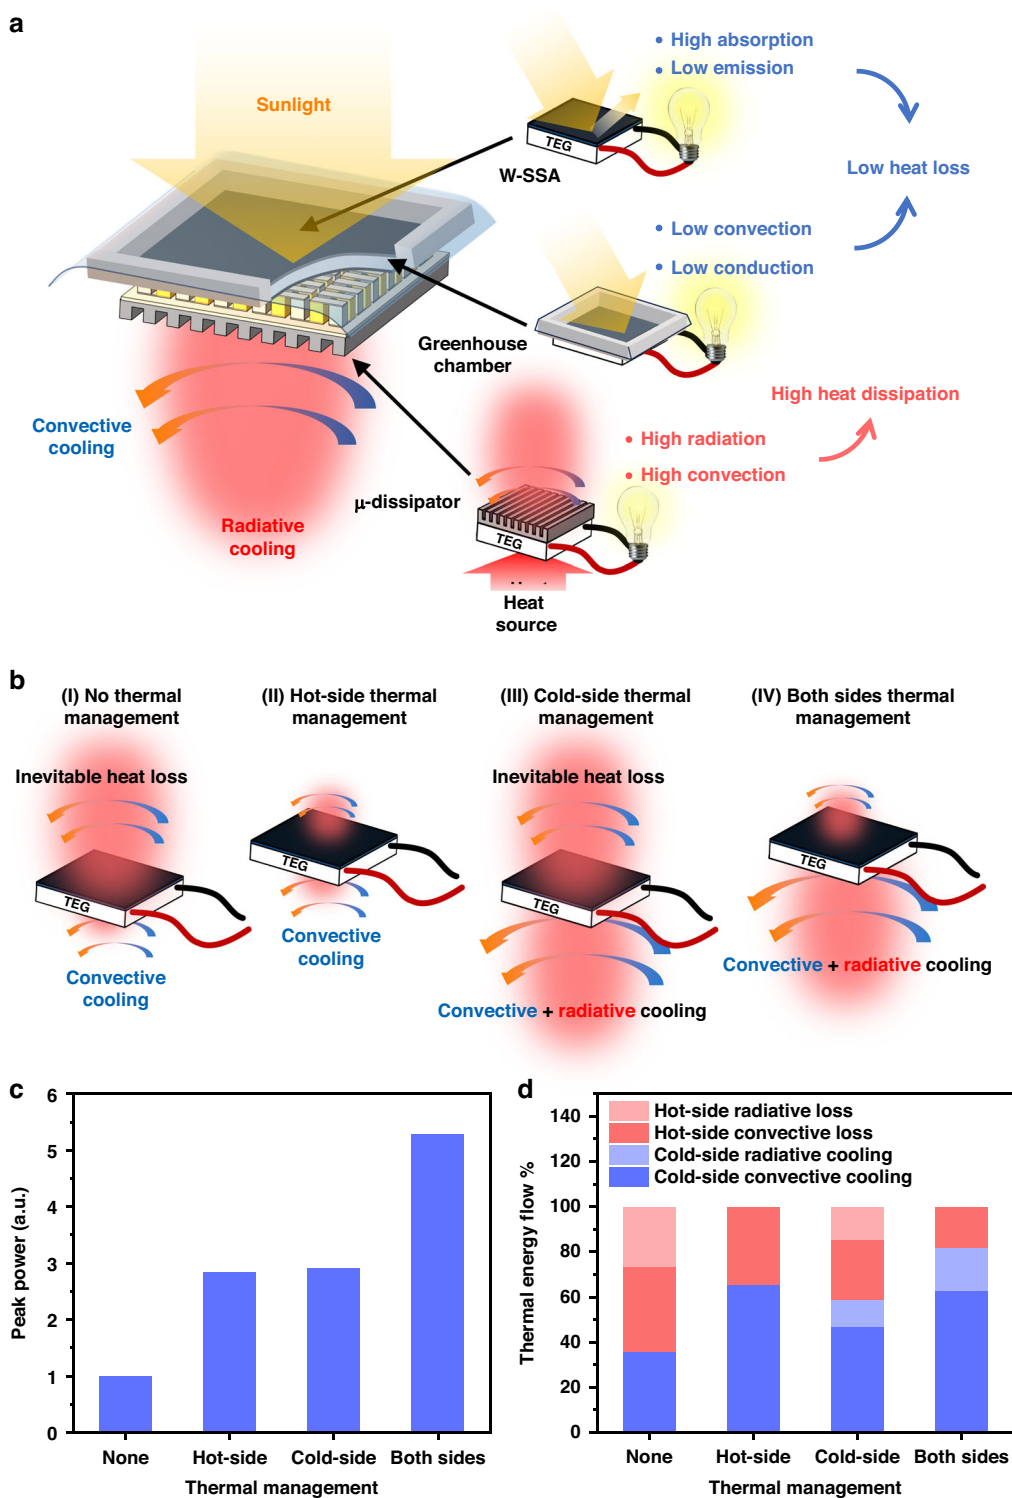 a
Sunlight
• High absorption
• Low emission
TEG
W-SSA
Low heat loss
• Low convection
• Low conduction
Greenhouse
chamber
High heat dissipation
Convective
cooling
• High radiation
• High convection
μ-dissipator
Radiative
cooling
TEG
Heat
source
b
(I) No thermal
management
(II) Hot-side thermal
management
(III) Cold-side thermal
management
(IV) Both sides thermal
management
Inevitable heat loss
Inevitable heat loss
TEG
TEG
TEG
TEG
Convective
cooling
Convective
cooling
Convective + radiative cooling
Convective + radiative cooling
c
6
5
4
3
2
1
0
Peak power (a.u.)
None
Hot-side
Cold-side
Both sides
Thermal management
d
Hot-side radiative loss
Hot-side convective loss
Cold-side radiative cooling
Cold-side convective cooling
140
120
100
80
60
40
20
0
Thermal energy flow %
None
Hot-side
Cold-side
Both sides
Thermal management